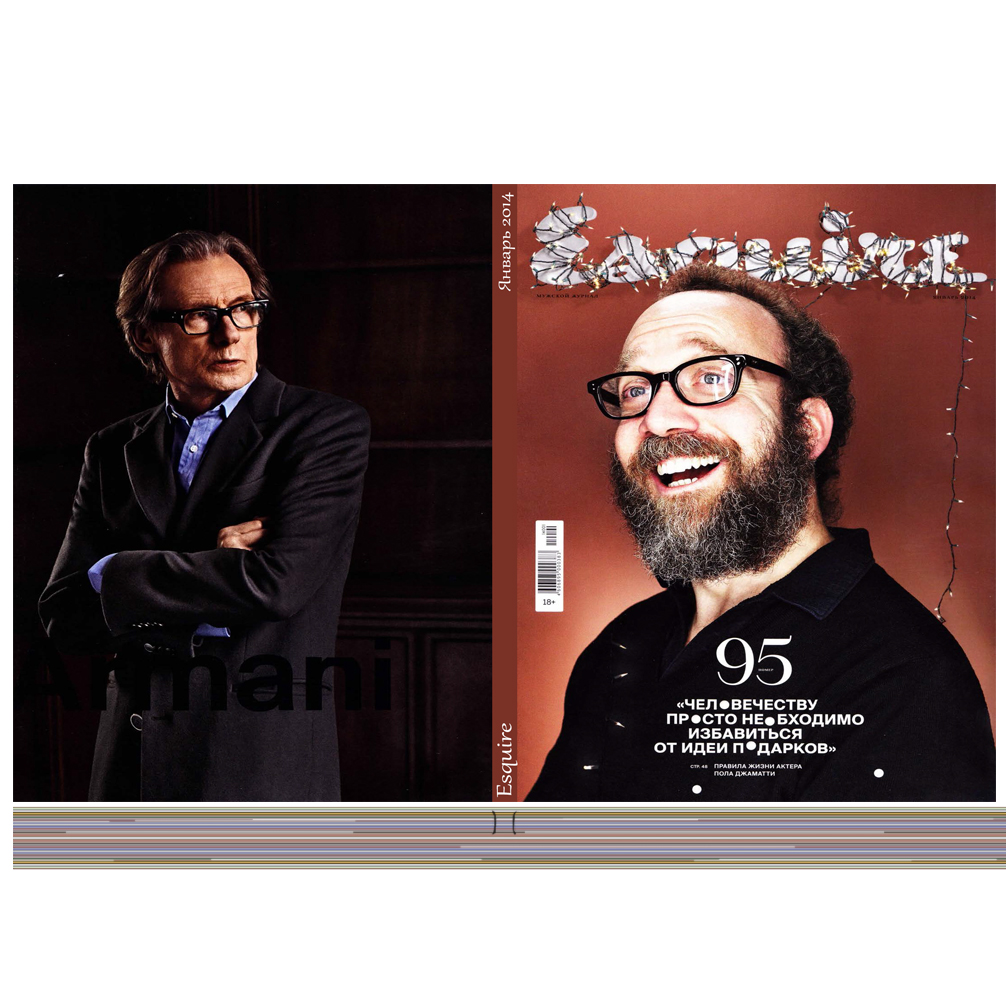 Armani
Январь 2014
Esquire
Esquire
МУЖСКОЙ ЖУРНАЛ
ЯНВАРЬ 2014
18+
95
НОМЕР
«ЧЕЛОВЕЧЕСТВУ
ПРОСТО НЕОБХОДИМО
ИЗБАВИТЬСЯ
ОТ ИДЕИ ПОДАРКОВ»
СТР. 48 ПРАВИЛА ЖИЗНИ АКТЕРА
ПОЛА ДЖАМАТТИ